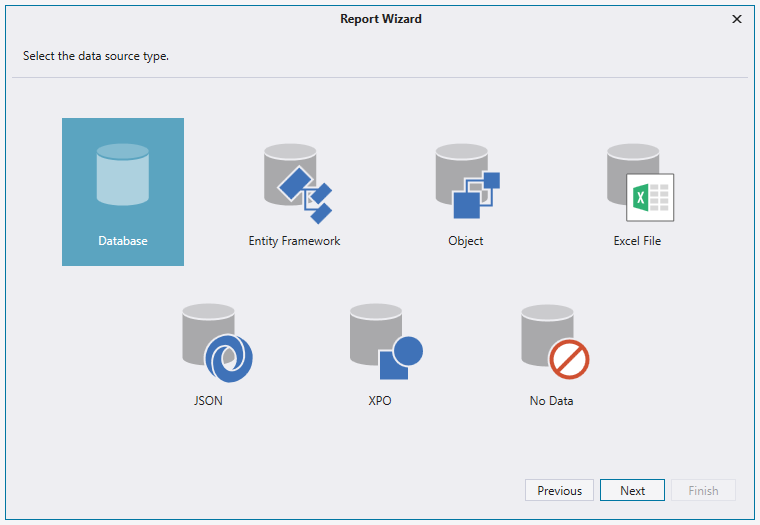 Report Wizard
Select the data source type.
Database
Entity Framework
Object
Excel File
X
JSON
XPO
No Data
Previous
Next
Finish